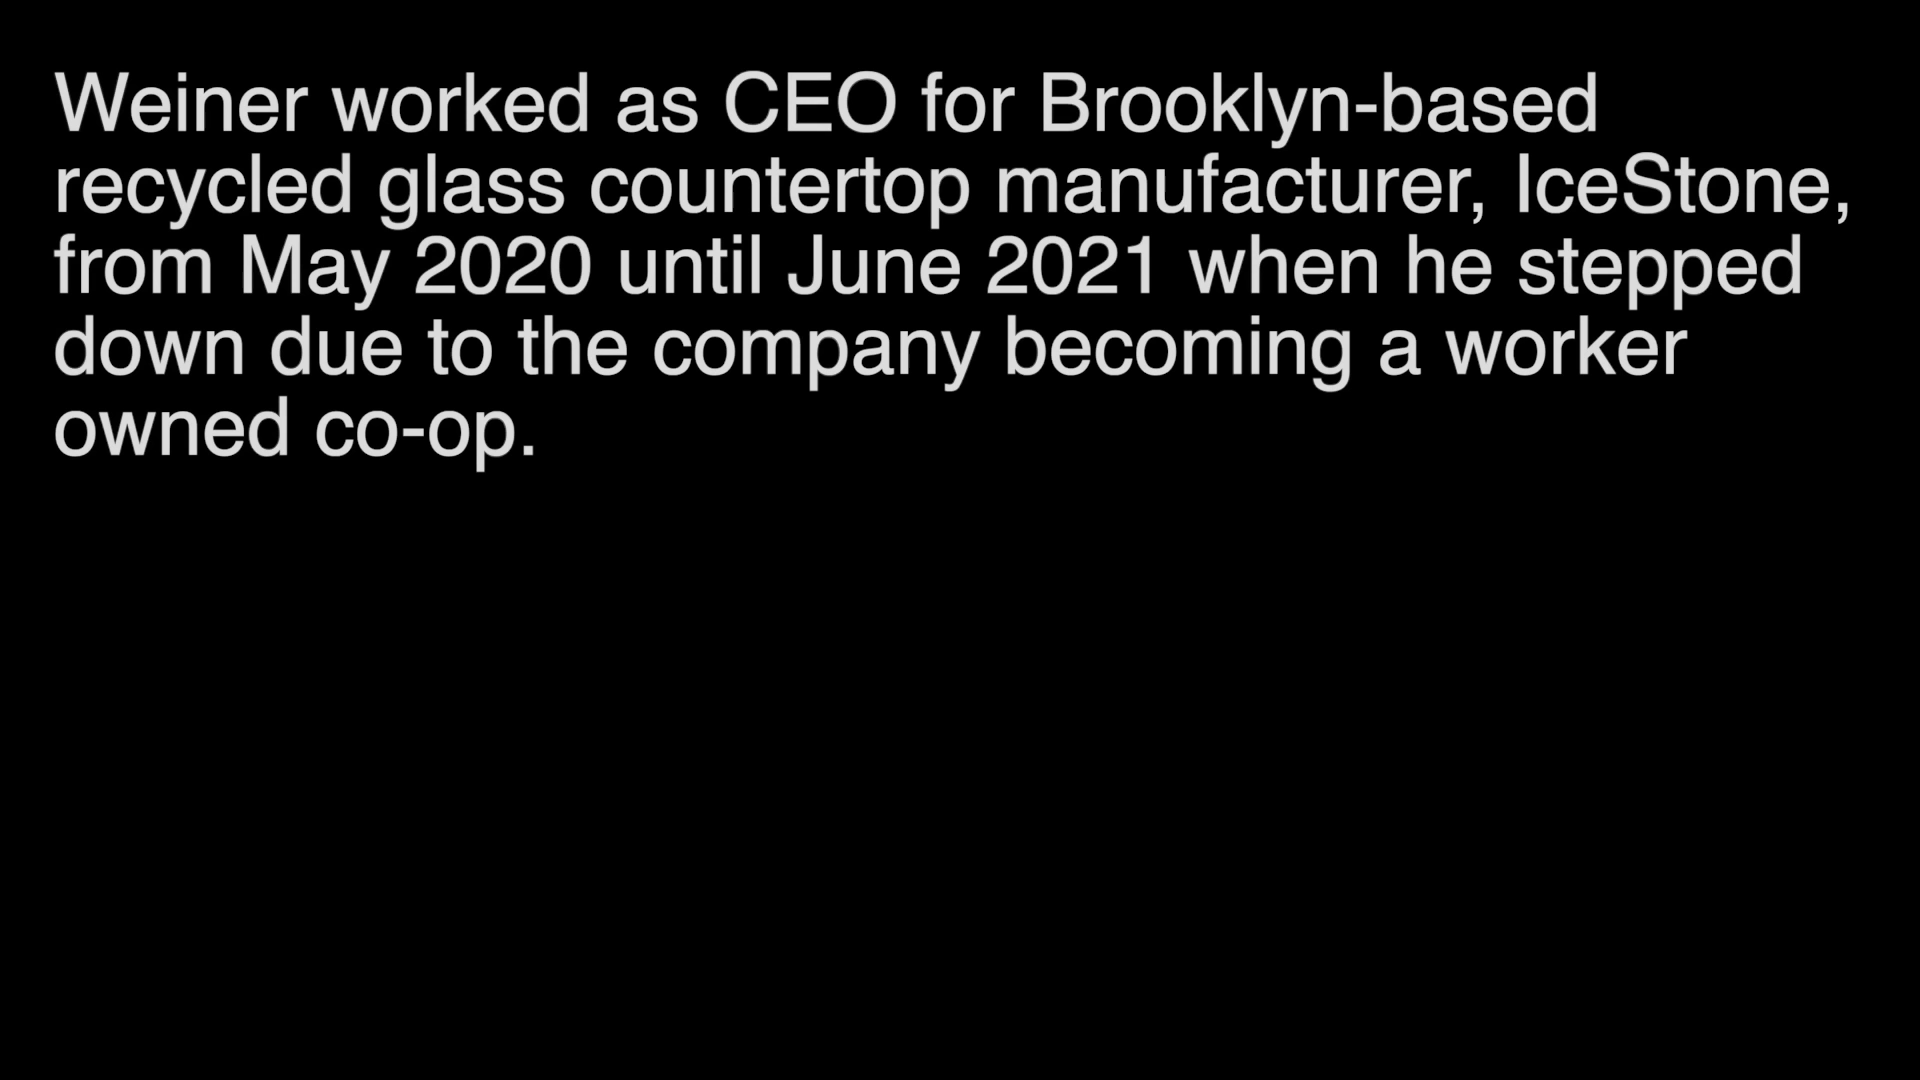 Weiner worked as CEO for Brooklyn-based
recycled glass countertop manufacturer, IceStone,
from May 2020 until June 2021 when he stepped
down due to the company becoming a worker
owned co-op.